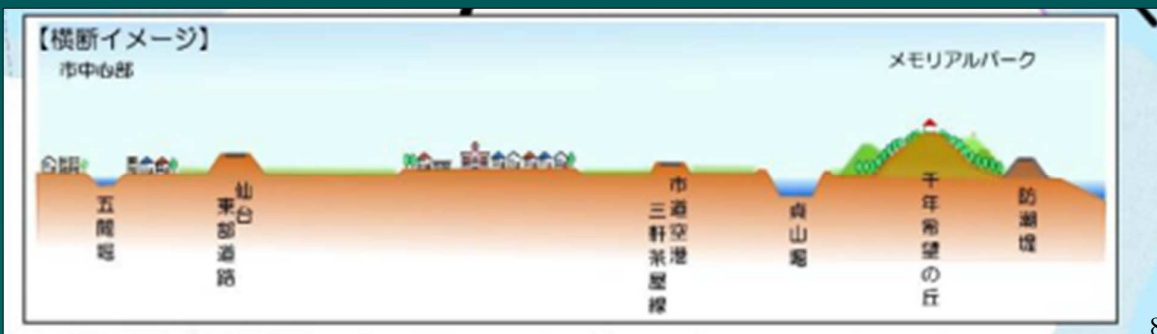 【横断イメージ】
市中心部
メモリアルパーク
五間堀
仙台
東部道路
市道空港
三軒茶屋線
貞山堀
千年希望の丘
防潮堤
8